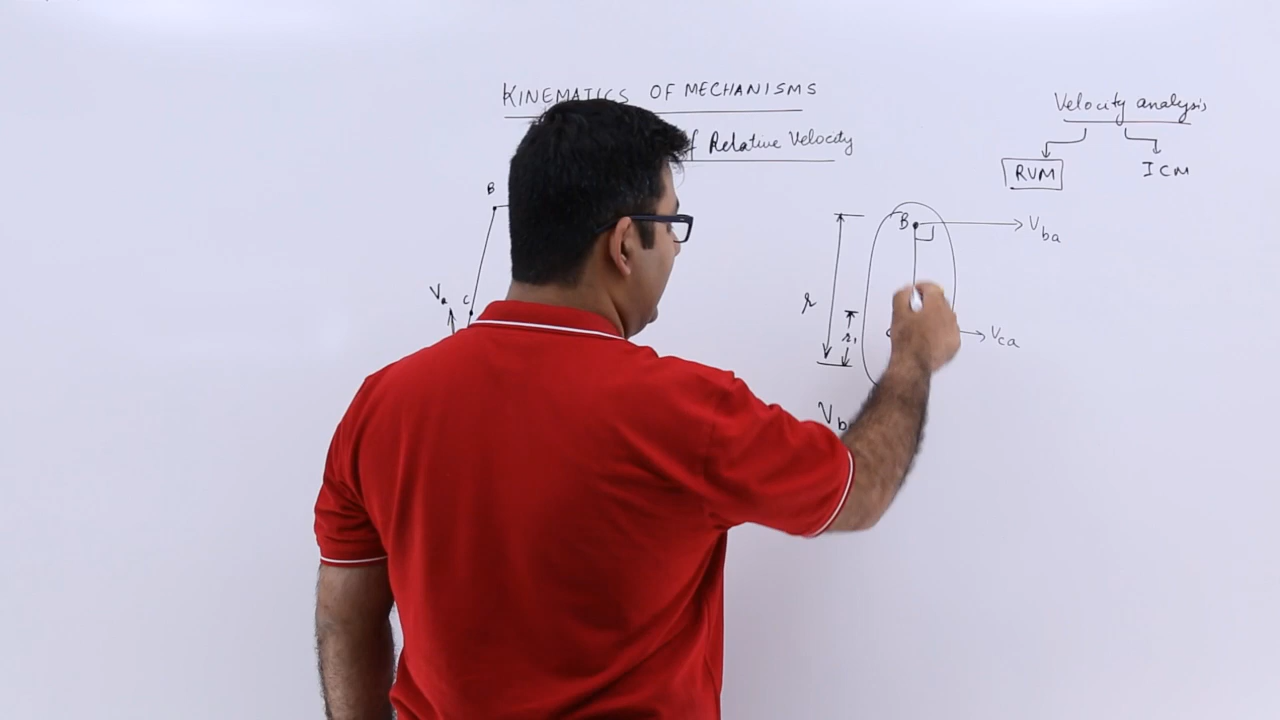 KINEMATICS OF MECHANISMS
f Relative Velocity
Velocity analysis
RVM
ICM
B
Va
C
B
Vba
r
r1
Vca
Vb